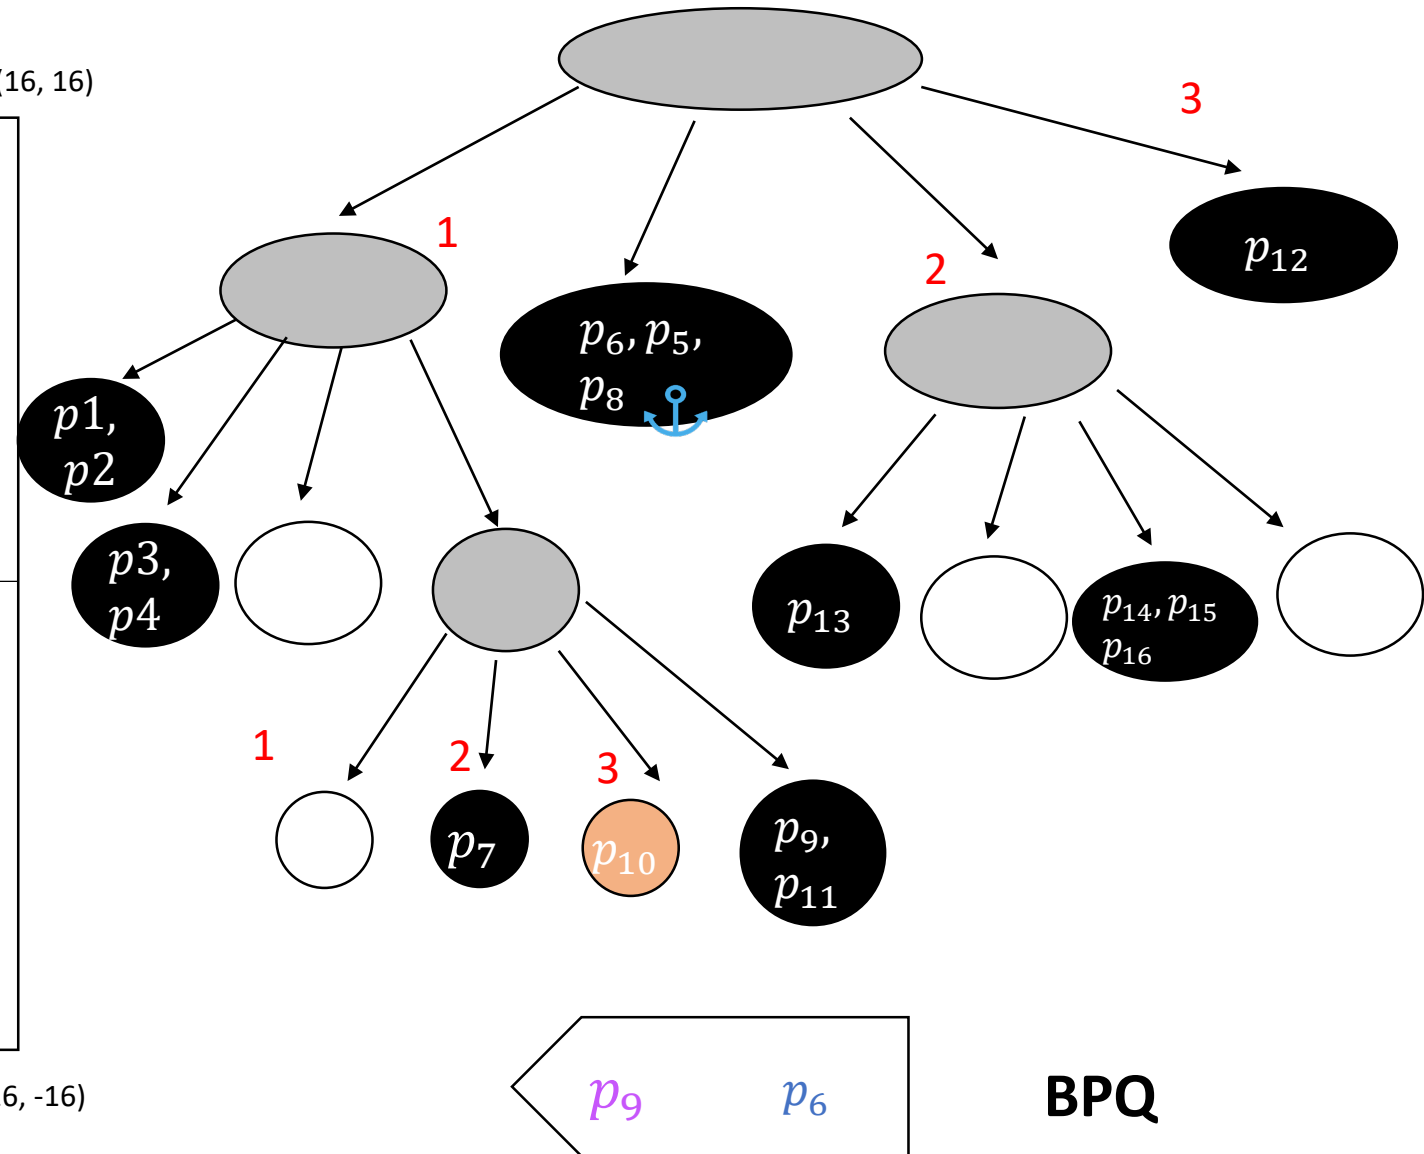 (16, 16)
3
1
p₁₂
2
p₆, p₅,
p₈
p1,
p2
p3,
p4
p₁₃
p₁₄, p₁₅
p₁₆
1
2
3
p₇
p₁₀
p₉,
p₁₁
p₉ p₆
BPQ
6, -16)